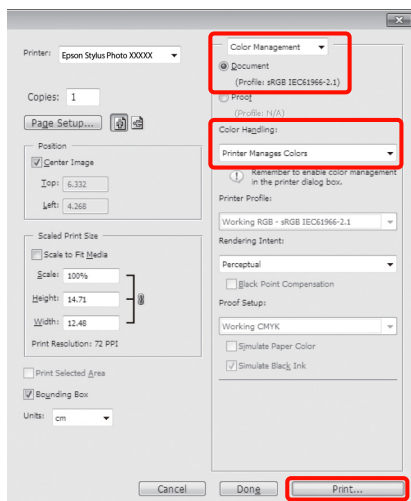 Printer: Epson Stylus Photo XXXXX
Copies: 1
Page Setup...
Position
Center Image
Top: 6.332
Left: 4.268
Scaled Print Size
Scale to Fit Media
Scale: 100%
Height: 14.71
Width: 12.48
Print Resolution: 72 PPI
Print Selected Area
Bounding Box
Units: cm
Color Management
Document
(Profile: sRGB IEC61966-2.1)
Proof
(Profile: N/A)
Color Handling:
Printer Manages Colors
Remember to enable color management
in the printer dialog box.
Printer Profile:
Working RGB - sRGB IEC61966-2.1
Rendering Intent:
Perceptual
Black Point Compensation
Proof Setup:
Working CMYK
Simulate Paper Color
Simulate Black Ink
Cancel
Done
Print...